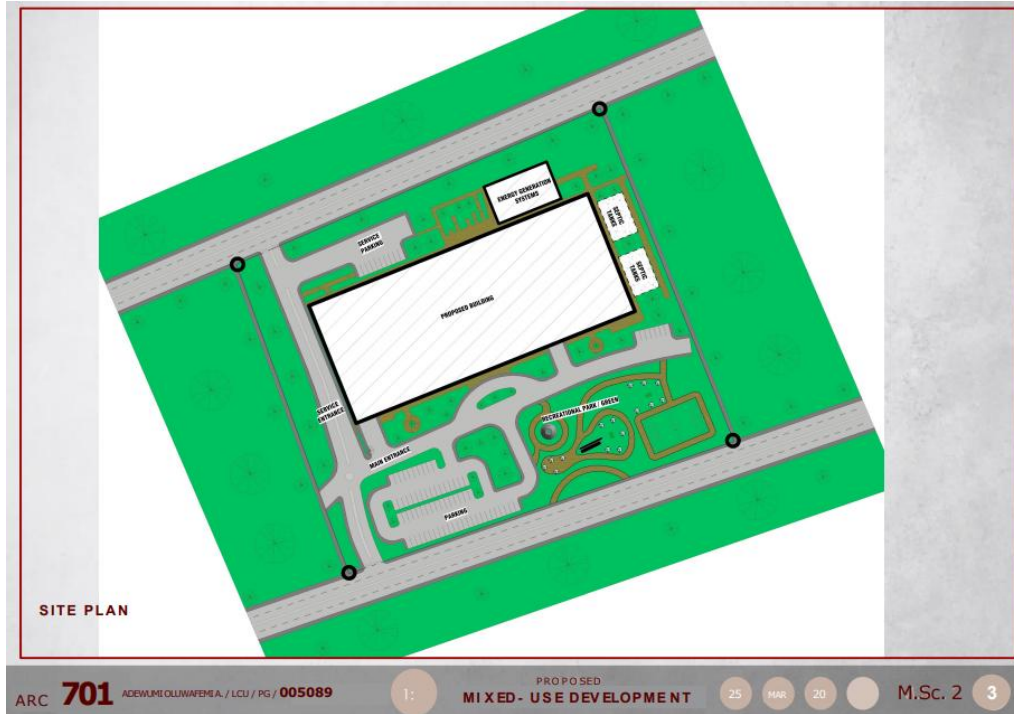 ENERGY GENERATION
SYSTEMS
SEPTIC
TANKS
SERVICE
PARKING
SEPTIC
TANKS
PROPOSED BUILDING
SERVICE
ENTRANCE
RECREATIONAL PARK / GREEN
MAIN ENTRANCE
PARKING
SITE PLAN
ARC 701 ADEWUMI OLUWAFEMI A. / LCU / PG / 005089
1:
PROPOSED
MIXED- USE DEVELOPMENT
25 MAR 20
M.Sc. 2 3